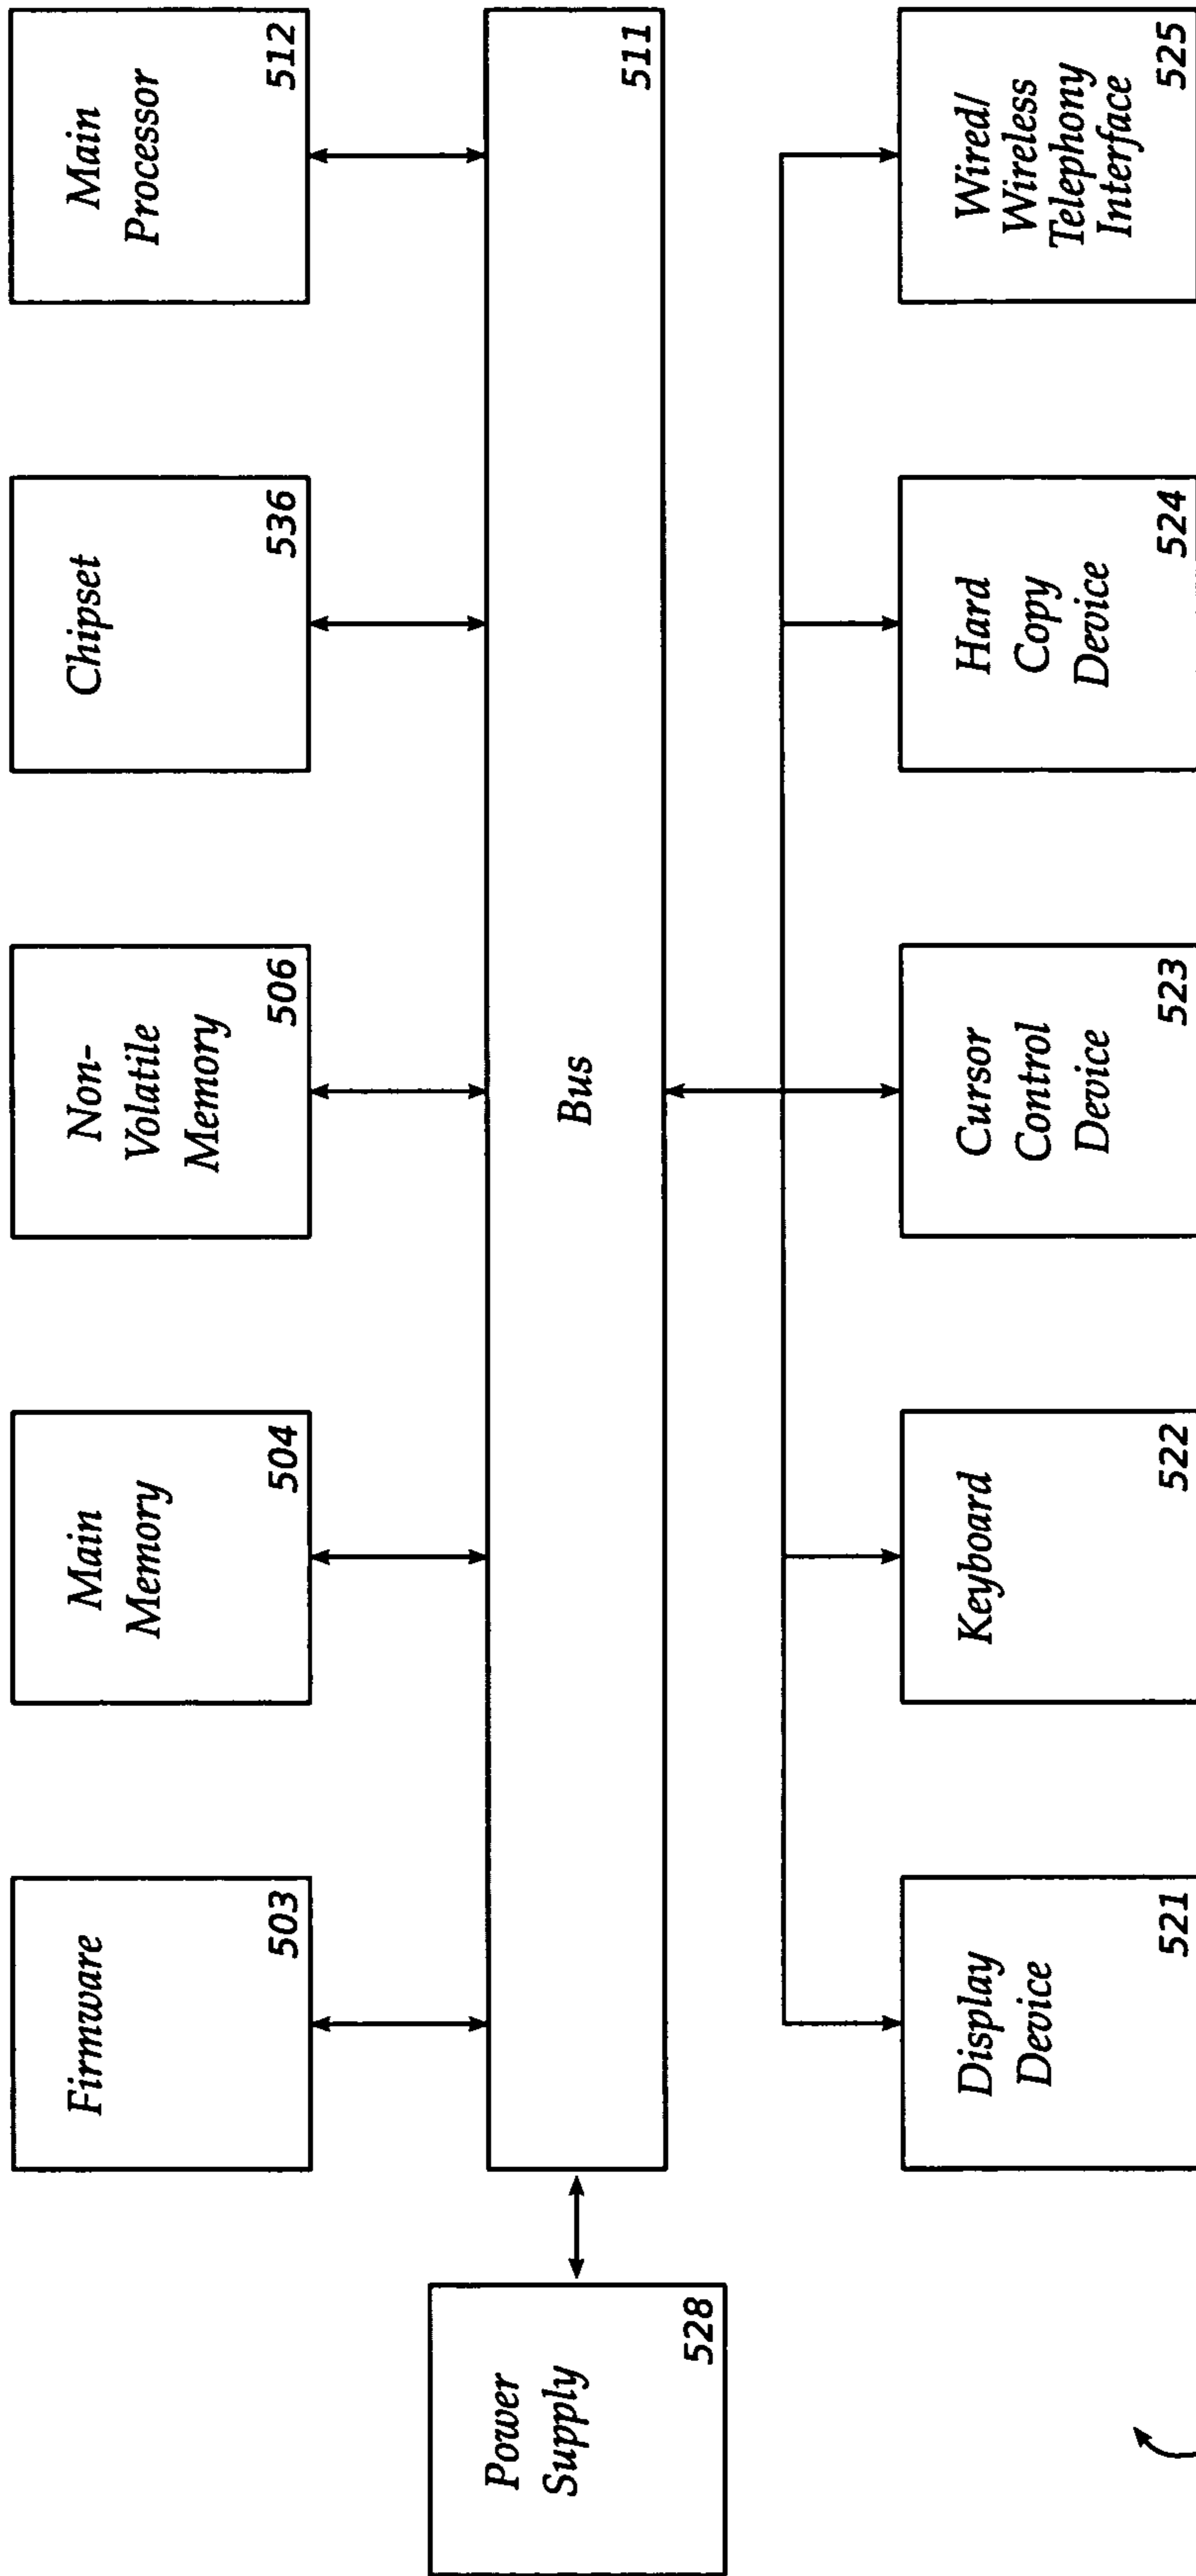 Firmware
503
Main
Memory
504
Non-
Volatile
Memory
506
Chipset
536
Main
Processor
512
Power
Supply
528
Bus
511
Display
Device
521
Keyboard
522
Cursor
Control
Device
523
Hard
Copy
Device
524
Wired/
Wireless
Telephony
Interface
525